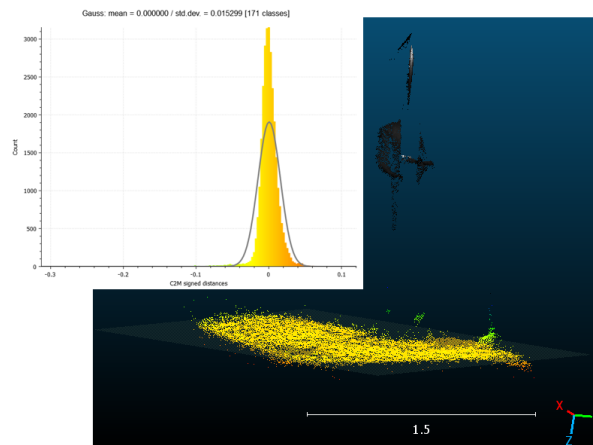 Gauss: mean = 0.000000 / std.dev. = 0.015299 [171 classes]
3000
2500
2000
1500
1000
500
0
Count
-0.3
-0.2
-0.1
0
0.1
C2M signed distances
1.5
X
Z